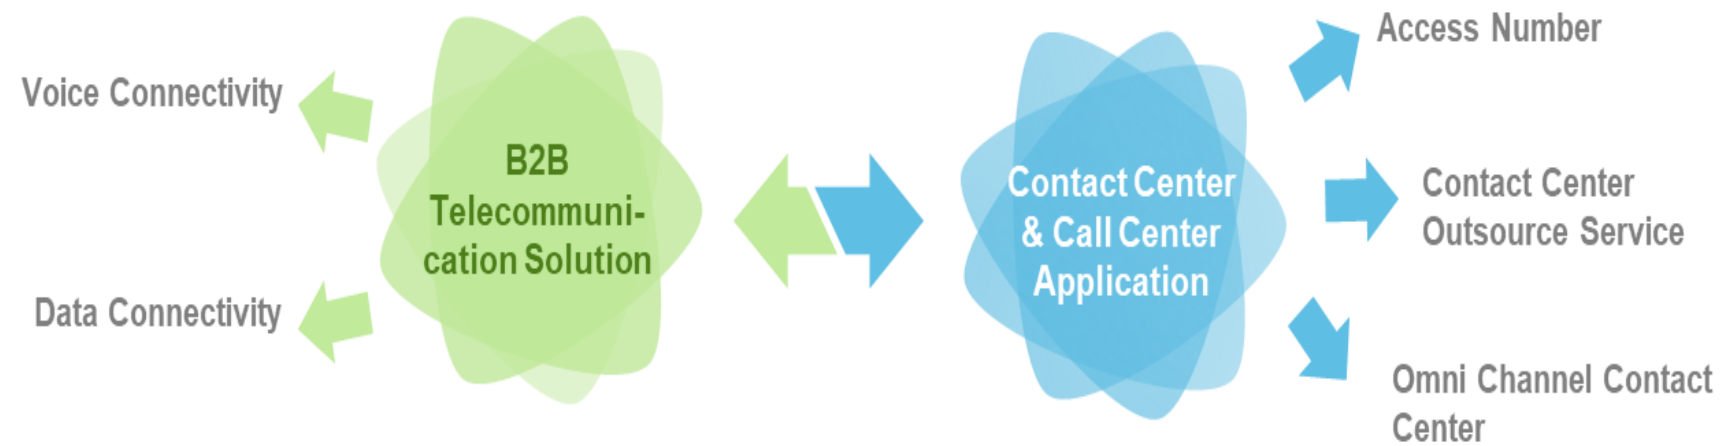 Voice Connectivity
Data Connectivity
B2B
Telecommuni-
cation Solution
Contact Center
& Call Center
Application
Access Number
Contact Center
Outsource Service
Omni Channel Contact
Center